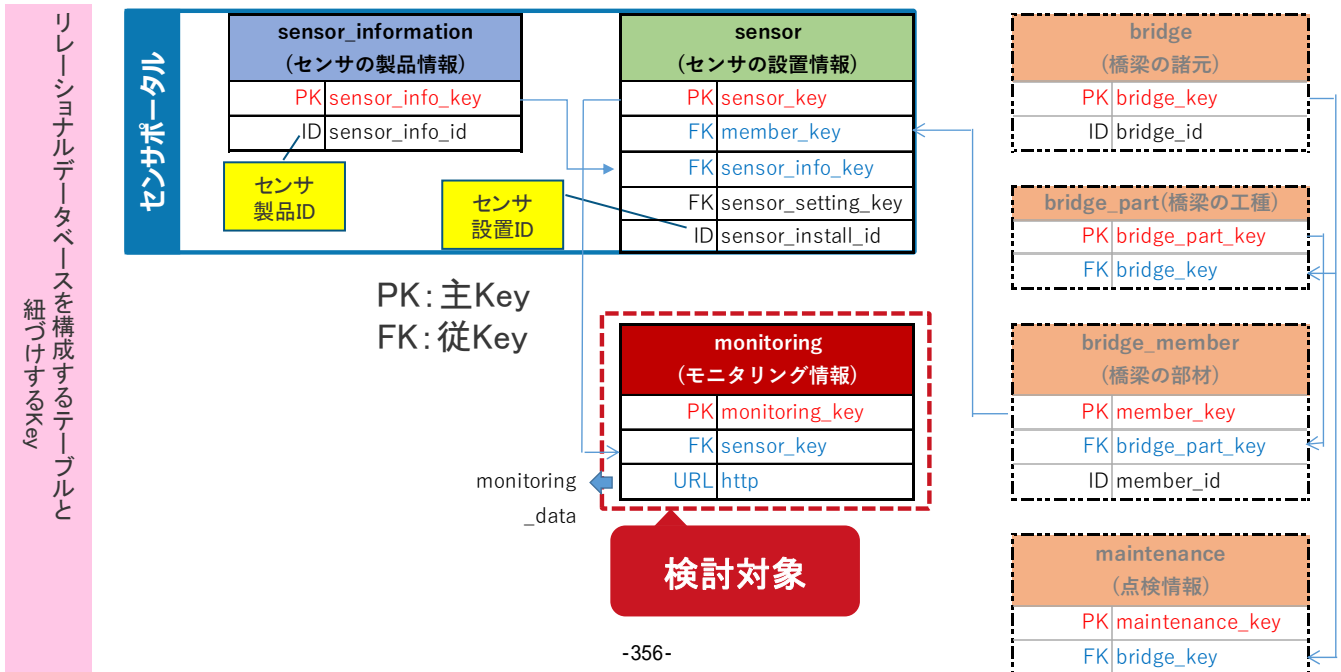 リレーショナルデータベースを構成するテーブルと
紐づけするKey
センサポータル
sensor_information
(センサの製品情報)
PK sensor_info_key
ID sensor_info_id
センサ
製品ID
sensor
(センサの設置情報)
PK sensor_key
FK member_key
FK sensor_info_key
FK sensor_setting_key
ID sensor_install_id
センサ
設置ID
PK:主Key
FK:従Key
monitoring
(モニタリング情報)
PK monitoring_key
FK sensor_key
URL http
monitoring
_data
検討対象
bridge
(橋梁の諸元)
PK bridge_key
ID bridge_id
bridge_part(橋梁の工種)
PK bridge_part_key
FK bridge_key
bridge_member
(橋梁の部材)
PK member_key
FK bridge_part_key
ID member_id
maintenance
(点検情報)
PK maintenance_key
FK bridge_key
-356-